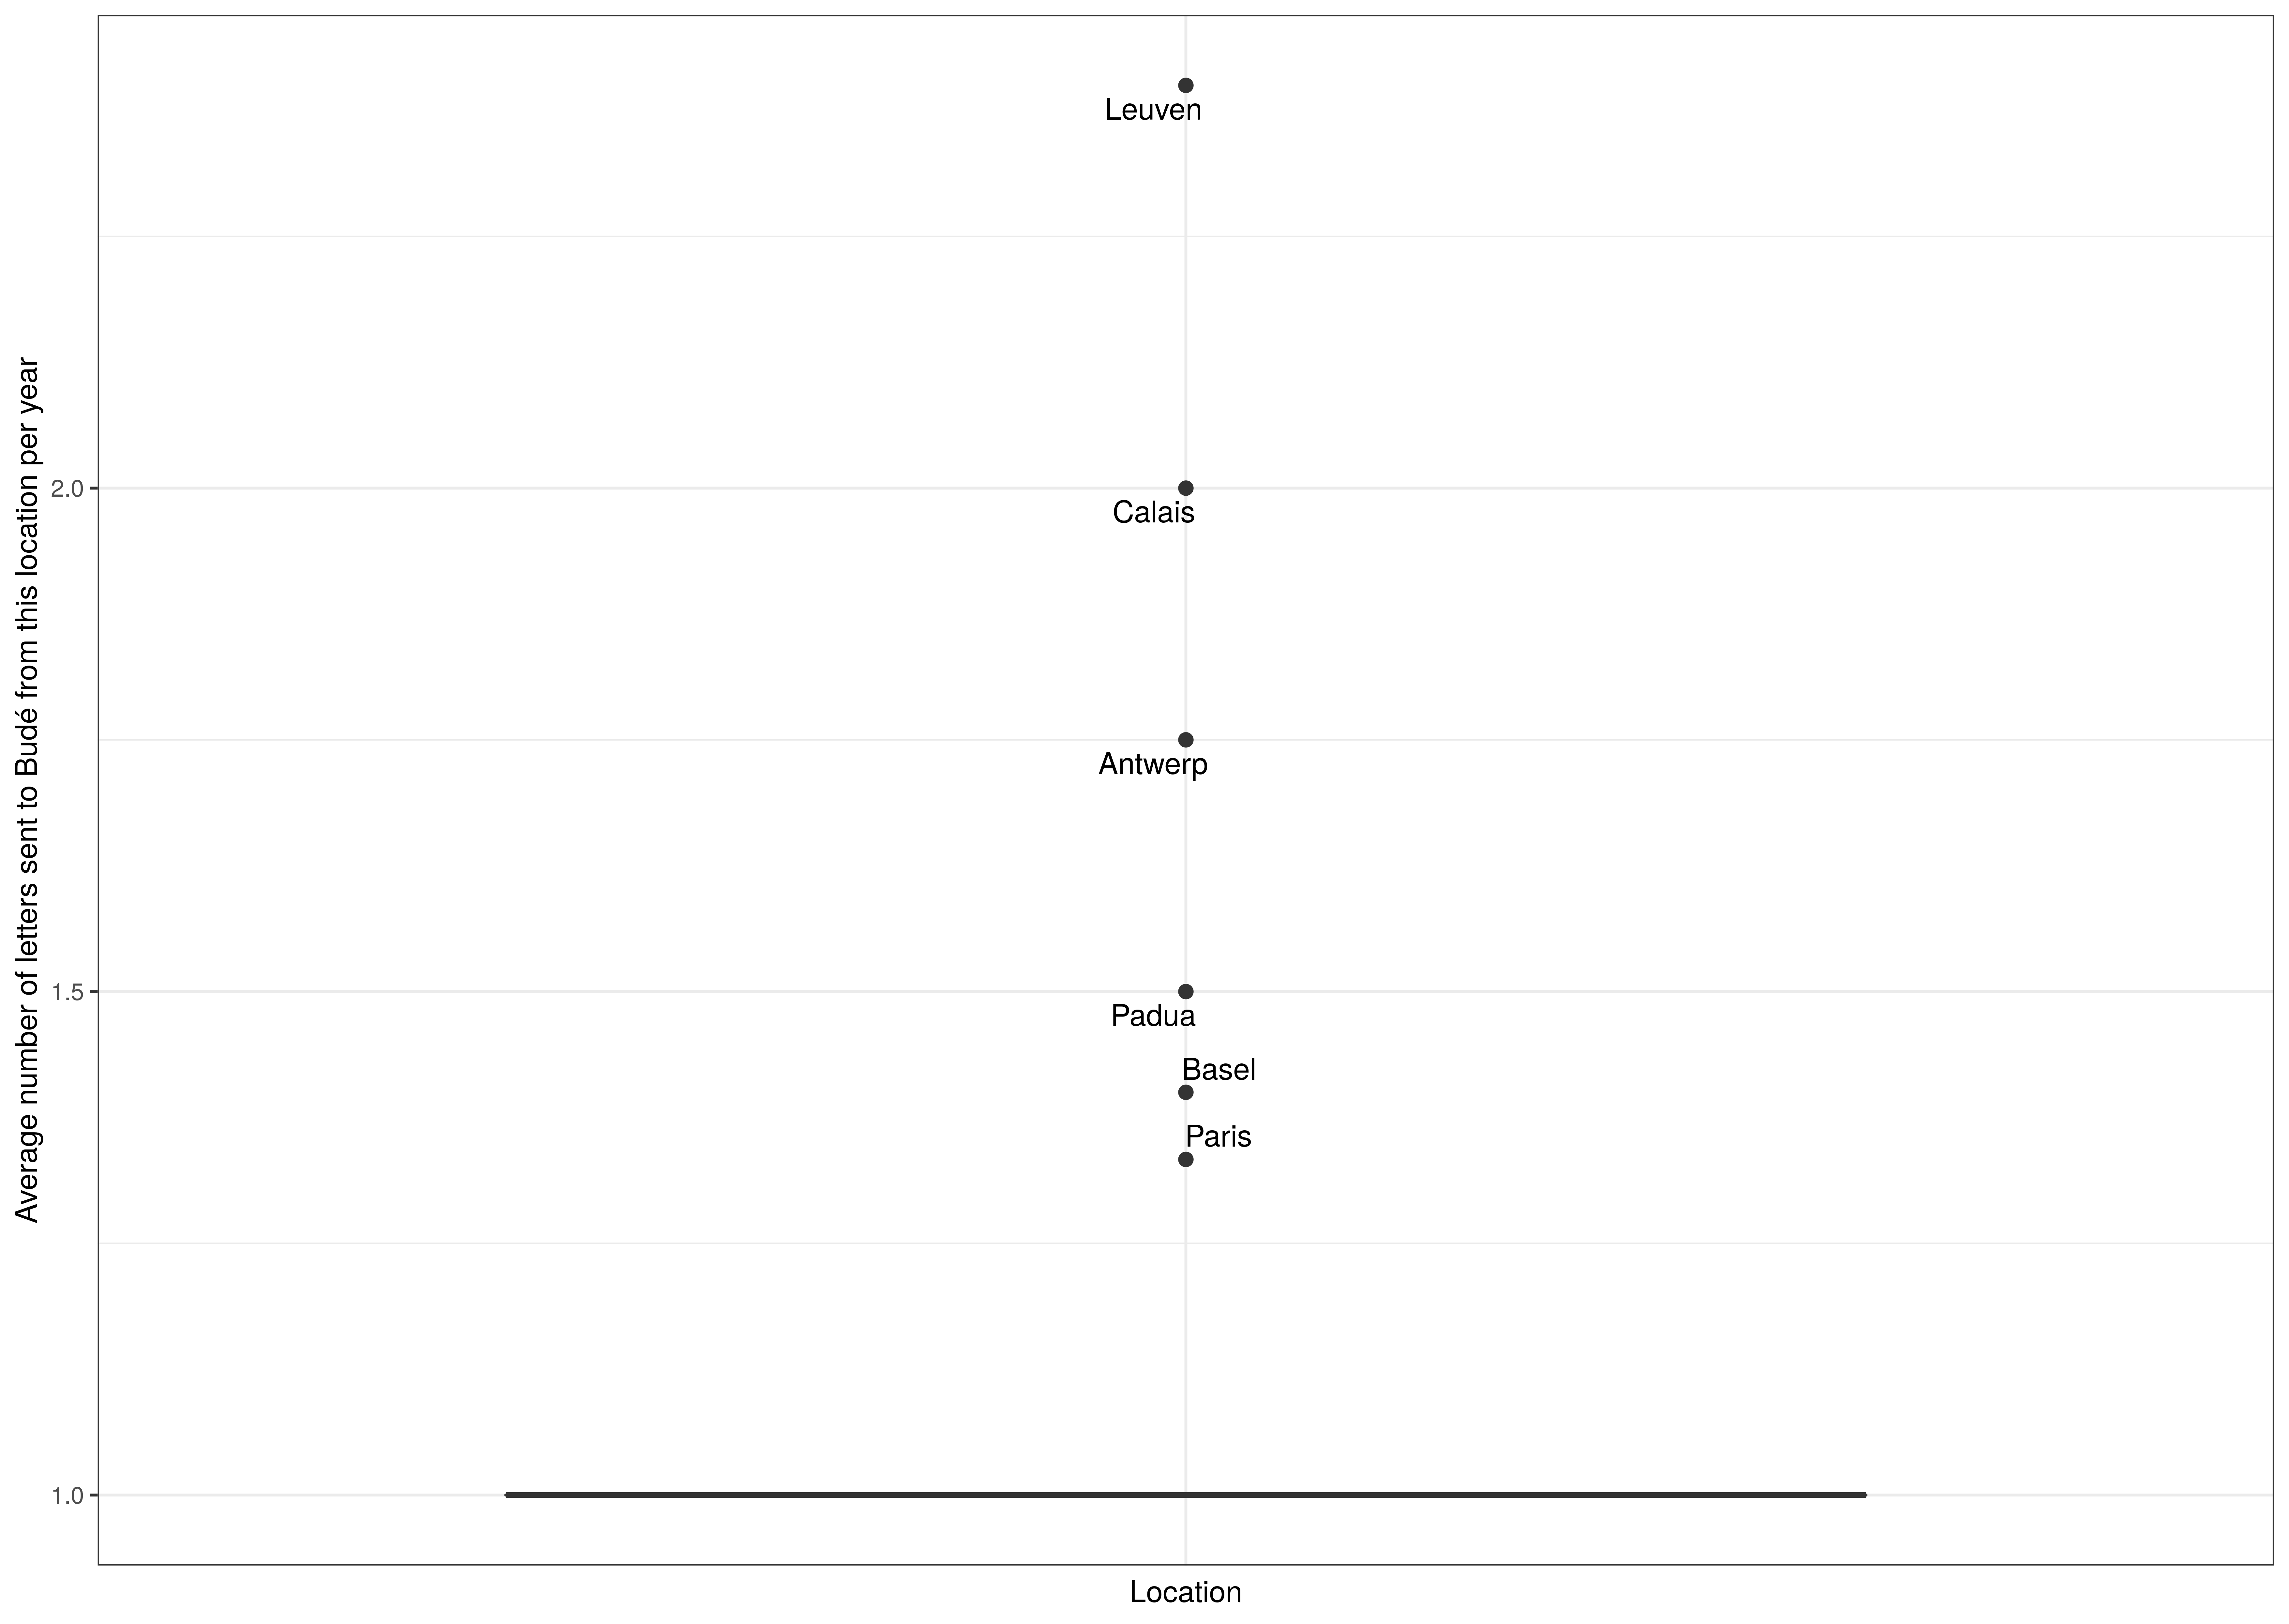 Average number of letters sent to Budé from this location per year
Leuven
2.0
Calais
Antwerp
1.5
Padua
Basel
Paris
1.0
Location